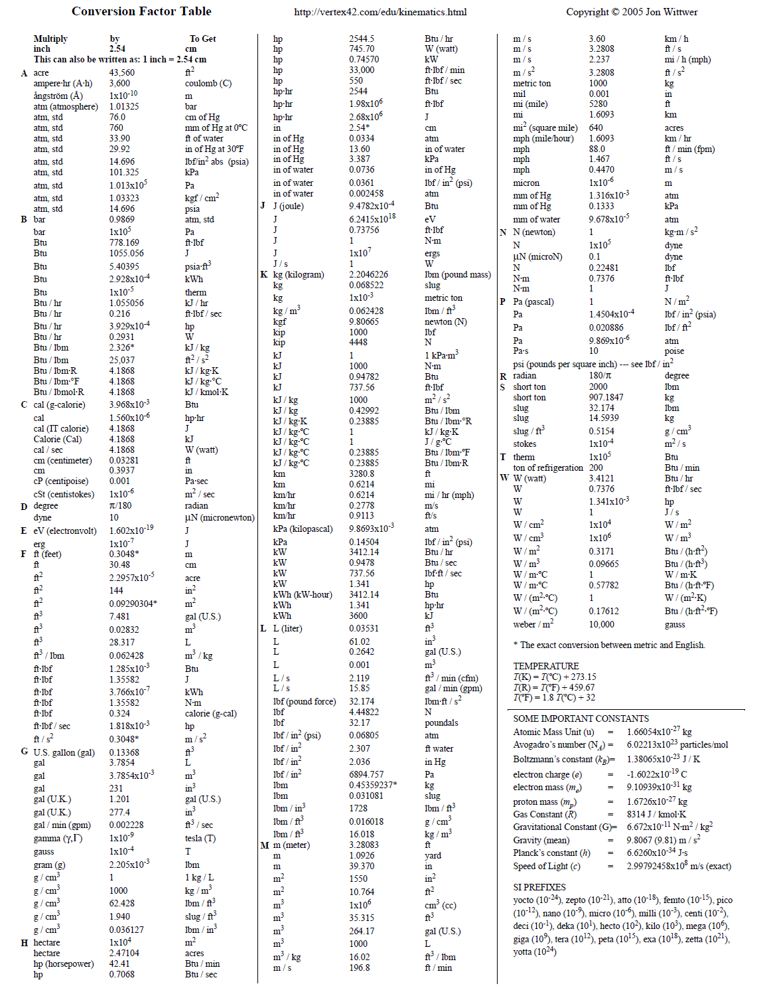 Conversion Factor Table http://vertex42.com/edu/kinematics.html Copyright © 2005 Jon Wittwer
Multiply by To Get
inch 2.54 cm
This can also be written as: 1 inch = 2.54 cm
A acre 43,560 ft²
ampere·hr (A·h) 3,600 coulomb (C)
ångström (Å) 1x10⁻¹⁰ m
atm (atmosphere) 1.01325 bar
atm, std 76.0 cm of Hg
atm, std 760 mm of Hg at 0ºC
atm, std 33.90 ft of water
atm, std 29.92 in of Hg at 30ºF
atm, std 14.696 lbf/in² abs (psia)
atm, std 101.325 kPa
atm, std 1.013x10⁵ Pa
atm, std 1.03323 kgf / cm²
atm, std 14.696 psia
B bar 0.9869 atm, std
bar 1x10⁵ Pa
Btu 778.169 ft·lbf
Btu 1055.056 J
Btu 5.40395 psia·ft³
Btu 2.928x10⁻⁴ kWh
Btu 1x10⁻⁵ therm
Btu / hr 1.055056 kJ / hr
Btu / hr 0.216 ft·lbf / sec
Btu / hr 3.929x10⁻⁴ hp
Btu / hr 0.2931 W
Btu / lbm 2.326* kJ / kg
Btu / lbm 25,037 ft² / s²
Btu / lbm·R 4.1868 kJ / kg·K
Btu / lbm·ºF 4.1868 kJ / kg·ºC
Btu / lbmol·R 4.1868 kJ / kmol·K
C cal (g-calorie) 3.968x10⁻³ Btu
cal 1.560x10⁻⁶ hp·hr
cal (IT calorie) 4.1868 J
Calorie (Cal) 4.1868 kJ
cal / sec 4.1868 W (watt)
cm (centimeter) 0.03281 ft
cm 0.3937 in
cP (centipoise) 0.001 Pa·sec
cSt (centistokes) 1x10⁻⁶ m² / sec
D degree π/180 radian
dyne 10 µN (micronewton)
E eV (electronvolt) 1.602x10⁻¹⁹ J
erg 1x10⁻⁷ J
F ft (feet) 0.3048* m
ft 30.48 cm
ft² 2.2957x10⁻⁵ acre
ft² 144 in²
ft² 0.09290304* m²
ft³ 7.481 gal (U.S.)
ft³ 0.02832 m³
ft³ 28.317 L
ft³ / lbm 0.062428 m³ / kg
ft·lbf 1.285x10⁻³ Btu
ft·lbf 1.35582 J
ft·lbf 3.766x10⁻⁷ kWh
ft·lbf 1.35582 N·m
ft·lbf 0.324 calorie (g-cal)
ft·lbf / sec 1.818x10⁻³ hp
ft / s² 0.3048* m / s²
G U.S. gallon (gal) 0.13368 ft³
gal 3.7854 L
gal 3.7854x10⁻³ m³
gal 231 in³
gal (U.K.) 1.201 gal (U.S.)
gal (U.K.) 277.4 in³
gal / min (gpm) 0.002228 ft³ / sec
gamma (γ,Γ) 1x10⁻⁹ tesla (T)
gauss 1x10⁻⁴ T
gram (g) 2.205x10⁻³ lbm
g / cm³ 1 1 kg / L
g / cm³ 1000 kg / m³
g / cm³ 62.428 lbm / ft³
g / cm³ 1.940 slug / ft³
g / cm³ 0.036127 lbm / in³
H hectare 1x10⁴ m²
hectare 2.47104 acres
hp (horsepower) 42.41 Btu / min
hp 0.7068 Btu / sec
hp 2544.5 Btu / hr
hp 745.70 W (watt)
hp 0.74570 kW
hp 33,000 ft·lbf / min
hp 550 ft·lbf / sec
hp·hr 2544 Btu
hp·hr 1.98x10⁶ ft·lbf
hp·hr 2.68x10⁶ J
in 2.54* cm
in of Hg 0.0334 atm
in of Hg 13.60 in of water
in of Hg 3.387 kPa
in of water 0.0736 in of Hg
in of water 0.0361 lbf / in² (psi)
in of water 0.002458 atm
J J (joule) 9.4782x10⁻⁴ Btu
J 6.2415x10¹⁸ eV
J 0.73756 ft·lbf
J 1 N·m
J 1x10⁷ ergs
J / s 1 W
K kg (kilogram) 2.2046226 lbm (pound mass)
kg 0.068522 slug
kg 1x10⁻³ metric ton
kg / m³ 0.062428 lbm / ft³
kgf 9.80665 newton (N)
kip 1000 lbf
kip 4448 N
kJ 1 1 kPa·m³
kJ 1000 N·m
kJ 0.94782 Btu
kJ 737.56 ft·lbf
kJ / kg 1000 m² / s²
kJ / kg 0.42992 Btu / lbm
kJ / kg·K 0.23885 Btu / lbm·ºR
kJ / kg·ºC 1 kJ / kg·K
kJ / kg·ºC 1 J / g·ºC
kJ / kg·ºC 0.23885 Btu / lbm·ºF
kJ / kg·ºC 0.23885 Btu / lbm·R
km 3280.8 ft
km 0.6214 mi
km/hr 0.6214 mi / hr (mph)
km/hr 0.2778 m/s
km/hr 0.9113 ft/s
kPa (kilopascal) 9.8693x10⁻³ atm
kPa 0.14504 lbf / in² (psi)
kW 3412.14 Btu / hr
kW 0.9478 Btu / sec
kW 737.56 lbf·ft / sec
kW 1.341 hp
kWh (kW-hour) 3412.14 Btu
kWh 1.341 hp·hr
kWh 3600 kJ
L L (liter) 0.03531 ft³
L 61.02 in³
L 0.2642 gal (U.S.)
L 0.001 m³
L / s 2.119 ft³ / min (cfm)
L / s 15.85 gal / min (gpm)
lbf (pound force) 32.174 lbm·ft / s²
lbf 4.44822 N
lbf 32.17 poundals
lbf / in² (psi) 0.06805 atm
lbf / in² 2.307 ft water
lbf / in² 2.036 in Hg
lbf / in² 6894.757 Pa
lbm 0.45359237* kg
lbm 0.031081 slug
lbm / in³ 1728 lbm / ft³
lbm / ft³ 0.016018 g / cm³
lbm / ft³ 16.018 kg / m³
M m (meter) 3.28083 ft
m 1.0926 yard
m 39.370 in
m² 1550 in²
m² 10.764 ft²
m³ 1x10⁶ cm³ (cc)
m³ 35.315 ft³
m³ 264.17 gal (U.S.)
m³ 1000 L
m³ / kg 16.02 ft³ / lbm
m / s 196.8 ft / min
m / s 3.60 km / h
m / s 3.2808 ft / s
m / s 2.237 mi / h (mph)
m / s² 3.2808 ft / s²
metric ton 1000 kg
mil 0.001 in
mi (mile) 5280 ft
mi 1.6093 km
mi² (square mile) 640 acres
mph (mile/hour) 1.6093 km / hr
mph 88.0 ft / min (fpm)
mph 1.467 ft / s
mph 0.4470 m / s
micron 1x10⁻⁶ m
mm of Hg 1.316x10⁻³ atm
mm of Hg 0.1333 kPa
mm of water 9.678x10⁻⁵ atm
N N (newton) 1 kg·m / s²
N 1x10⁵ dyne
µN (microN) 0.1 dyne
N 0.22481 lbf
N·m 0.7376 ft·lbf
N·m 1 J
P Pa (pascal) 1 N / m²
Pa 1.4504x10⁻⁴ lbf / in² (psia)
Pa 0.020886 lbf / ft²
Pa 9.869x10⁻⁶ atm
Pa·s 10 poise
psi (pounds per square inch) --- see lbf / in²
R radian 180/π degree
S short ton 2000 lbm
short ton 907.1847 kg
slug 32.174 lbm
slug 14.5939 kg
slug / ft³ 0.5154 g / cm³
stokes 1x10⁻⁴ m² / s
T therm 1x10⁵ Btu
ton of refrigeration 200 Btu / min
W W (watt) 3.4121 Btu / hr
W 0.7376 ft·lbf / sec
W 1.341x10⁻³ hp
W 1 J / s
W / cm² 1x10⁴ W / m²
W / cm³ 1x10⁶ W / m³
W / m² 0.3171 Btu / (h·ft²)
W / m³ 0.09665 Btu / (h·ft³)
W / m·ºC 1 W / m·K
W / m·ºC 0.57782 Btu / (h·ft·ºF)
W / (m²·ºC) 1 W / (m²·K)
W / (m²·ºC) 0.17612 Btu / (h·ft²·ºF)
weber / m² 10,000 gauss
* The exact conversion between metric and English.
TEMPERATURE
T(K) = T(ºC) + 273.15
T(R) = T(ºF) + 459.67
T(ºF) = 1.8 T(ºC) + 32
SOME IMPORTANT CONSTANTS
Atomic Mass Unit (u) = 1.66054x10⁻²⁷ kg
Avogadro’s number (N_A) = 6.02213x10²³ particles/mol
Boltzmann’s constant (k_B)= 1.38065x10⁻²³ J / K
electron charge (e) = -1.6022x10⁻¹⁹ C
electron mass (mₑ) = 9.10939x10⁻³¹ kg
proton mass (mₚ) = 1.6726x10⁻²⁷ kg
Gas Constant (R) = 8314 J / kmol·K
Gravitational Constant (G)= 6.672x10⁻¹¹ N·m² / kg²
Gravity (mean) = 9.8067 (9.81) m / s²
Planck’s constant (h) = 6.6260x10⁻³⁴ J·s
Speed of Light (c) = 2.99792458x10⁸ m/s (exact)
SI PREFIXES
yocto (10⁻²⁴), zepto (10⁻²¹), atto (10⁻¹⁸), femto (10⁻¹⁵), pico
(10⁻¹²), nano (10⁻⁹), micro (10⁻⁶), milli (10⁻³), centi (10⁻²),
deci (10⁻¹), deka (10¹), hecto (10²), kilo (10³), mega (10⁶),
giga (10⁹), tera (10¹²), peta (10¹⁵), exa (10¹⁸), zetta (10²¹),
yotta (10²⁴)